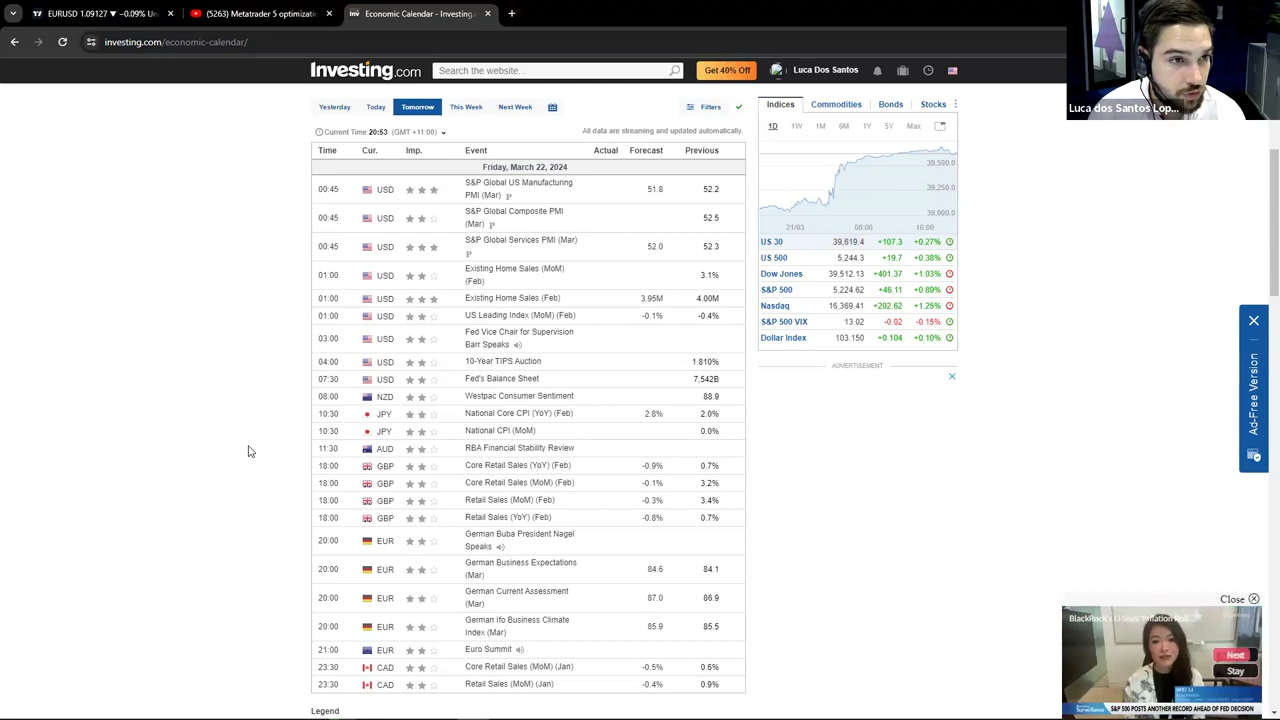 EURUSD 1.09127 ▼ −0.09% Un
(5263) Metatrader 5 optimizatio
Economic Calendar - Investing.
investing.com/economic-calendar/
Luca dos Santos Lop...
Investing.com
Search the website...
Get 40% Off
Luca Dos Santos
Yesterday Today Tomorrow This Week Next Week Filters
Current Time: 20:53 (GMT +11:00)
All data are streaming and updated automatically.
Time Cur. Imp. Event Actual Forecast Previous
Friday, March 22, 2024
00:45 USD S&P Global US Manufacturing PMI (Mar) P 51.8 52.2
00:45 USD S&P Global Composite PMI (Mar) P 52.5
00:45 USD S&P Global Services PMI (Mar) P 52.0 52.3
01:00 USD Existing Home Sales (MoM) (Feb) 3.1%
01:00 USD Existing Home Sales (Feb) 3.95M 4.00M
01:00 USD US Leading Index (MoM) (Feb) -0.1% -0.4%
03:00 USD Fed Vice Chair for Supervision Barr Speaks
04:00 USD 10-Year TIPS Auction 1.810%
07:30 USD Fed's Balance Sheet 7,542B
08:00 NZD Westpac Consumer Sentiment 88.9
10:30 JPY National Core CPI (YoY) (Feb) 2.8% 2.0%
10:30 JPY National CPI (MoM) 0.0%
11:30 AUD RBA Financial Stability Review
18:00 GBP Core Retail Sales (YoY) (Feb) -0.9% 0.7%
18:00 GBP Core Retail Sales (MoM) (Feb) -0.1% 3.2%
18:00 GBP Retail Sales (MoM) (Feb) -0.3% 3.4%
18:00 GBP Retail Sales (YoY) (Feb) -0.8% 0.7%
20:00 EUR German Buba President Nagel Speaks
20:00 EUR German Business Expectations (Mar) 84.6 84.1
20:00 EUR German Current Assessment (Mar) 87.0 86.9
20:00 EUR German Ifo Business Climate Index (Mar) 85.9 85.5
21:00 EUR Euro Summit
23:30 CAD Core Retail Sales (MoM) (Jan) -0.5% 0.6%
23:30 CAD Retail Sales (MoM) (Jan) -0.4% 0.9%
Legend
Indices Commodities Bonds Stocks
1D 1W 1M 6M 1Y 5Y Max
39,500.0
39,250.0
39,000.0
21/03 08:00 16:00
US 30 39,619.4 +107.3 +0.27%
US 500 5,244.3 +19.7 +0.38%
Dow Jones 39,512.13 +401.37 +1.03%
S&P 500 5,224.62 +46.11 +0.89%
Nasdaq 16,369.41 +202.62 +1.25%
S&P 500 VIX 13.02 -0.02 -0.15%
Dollar Index 103.150 +0.104 +0.10%
ADVERTISEMENT
Ad-Free Version
Close
BlackRock's Li Sees 'Inflation Roll...
Next
Stay
WEI LI
Surveillance
S&P 500 POSTS ANOTHER RECORD AHEAD OF FED DECISION